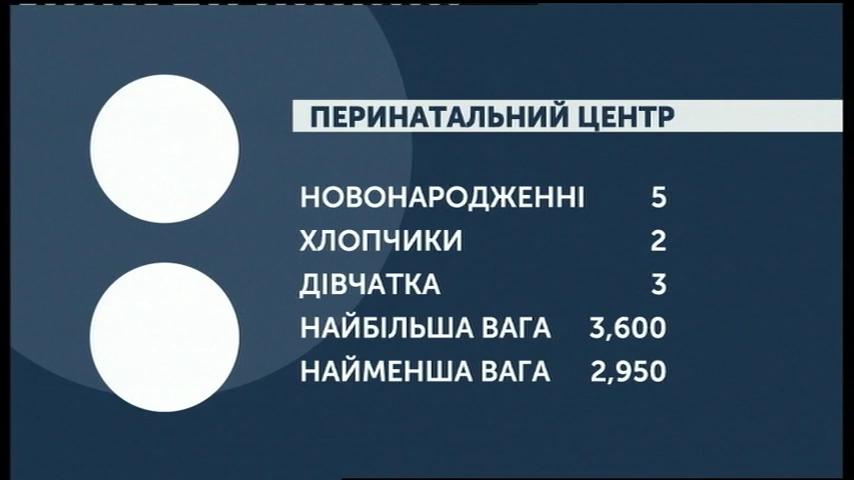 ПЕРИНАТАЛЬНИЙ ЦЕНТР
НОВОНАРОДЖЕННІ 5
ХЛОПЧИКИ 2
ДІВЧАТКА 3
НАЙБІЛЬША ВАГА 3,600
НАЙМЕНША ВАГА 2,950